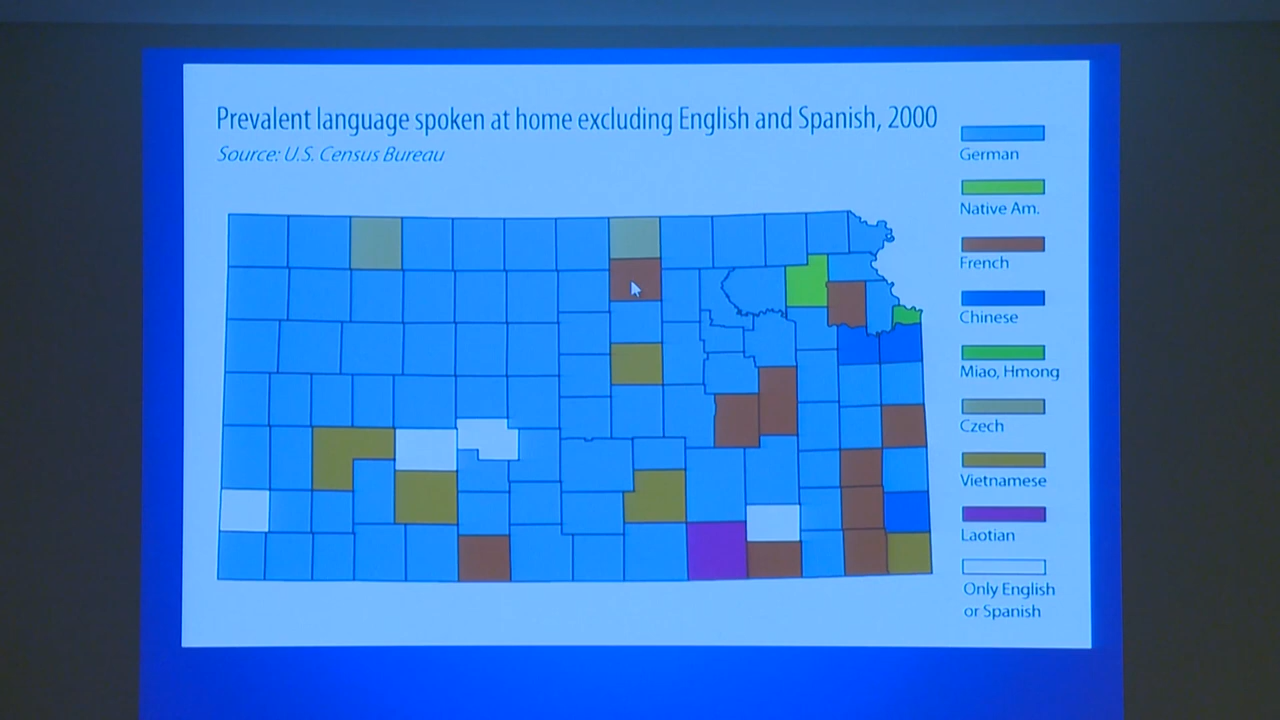 Prevalent language spoken at home excluding English and Spanish, 2000
Source: U.S. Census Bureau
German
Native Am.
French
Chinese
Miao, Hmong
Czech
Vietnamese
Laotian
Only English
or Spanish